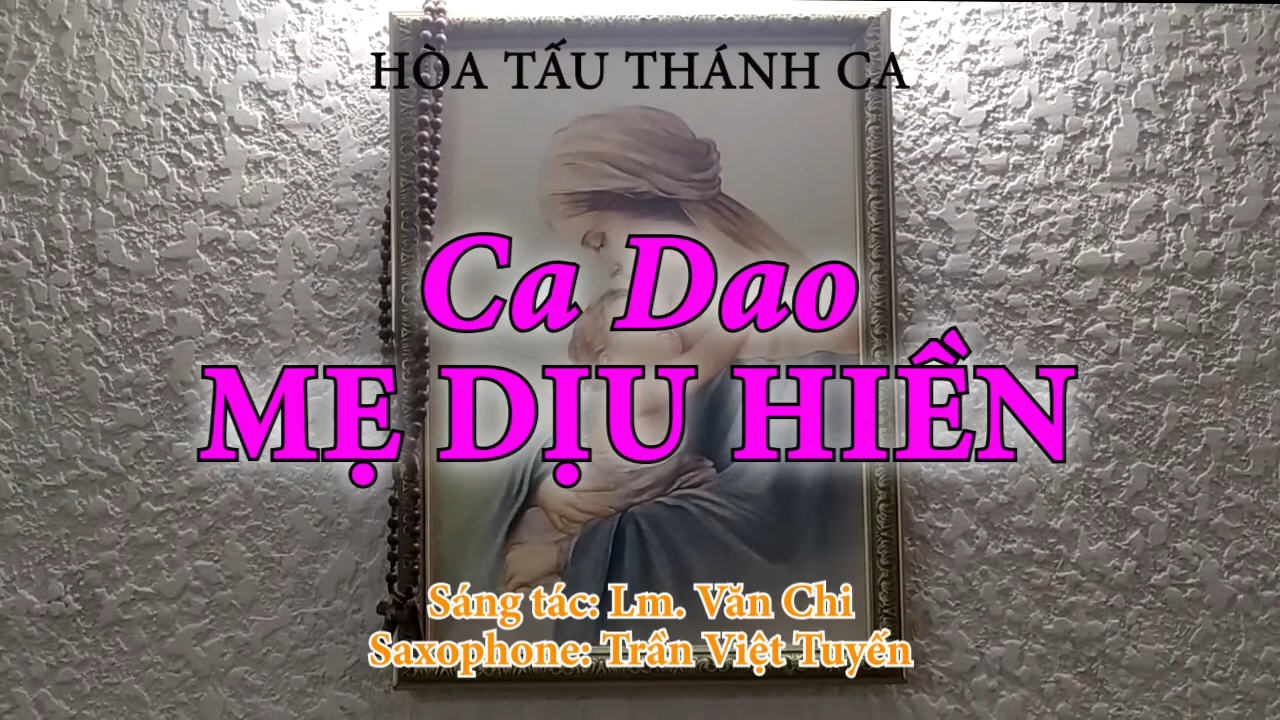 HÒA TẤU THÁNH CA
Ca Dao
MẸ DỊU HIỀN
Sáng tác: Lm. Văn Chi
Saxophone: Trần Việt Tuyến